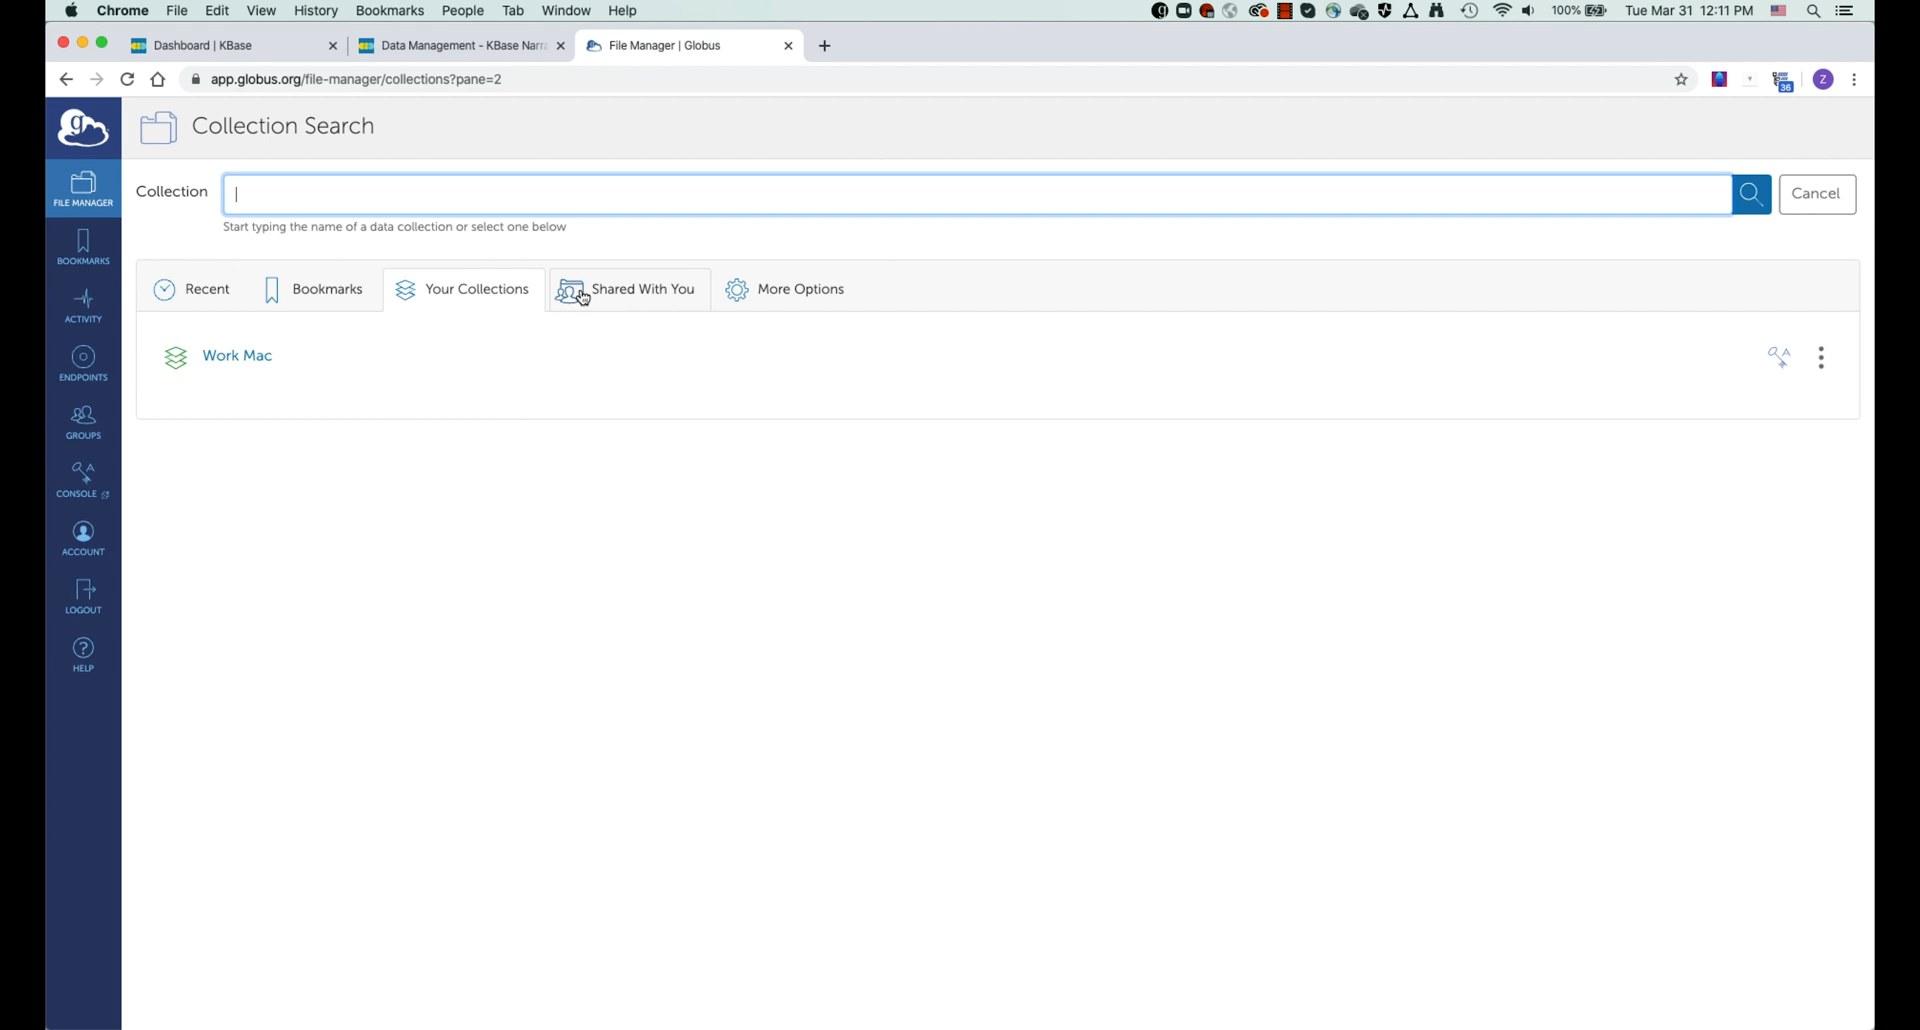 Chrome File Edit View History Bookmarks People Tab Window Help 100% Tue Mar 31 12:11 PM
Dashboard | KBase Data Management - KBase Narra File Manager | Globus
app.globus.org/file-manager/collections?pane=2 36 Z
g Collection Search
FILE MANAGER
Collection Cancel
Start typing the name of a data collection or select one below
BOOKMARKS
Recent Bookmarks Your Collections Shared With You More Options
ACTIVITY
Work Mac
ENDPOINTS
GROUPS
CONSOLE
ACCOUNT
LOGOUT
HELP